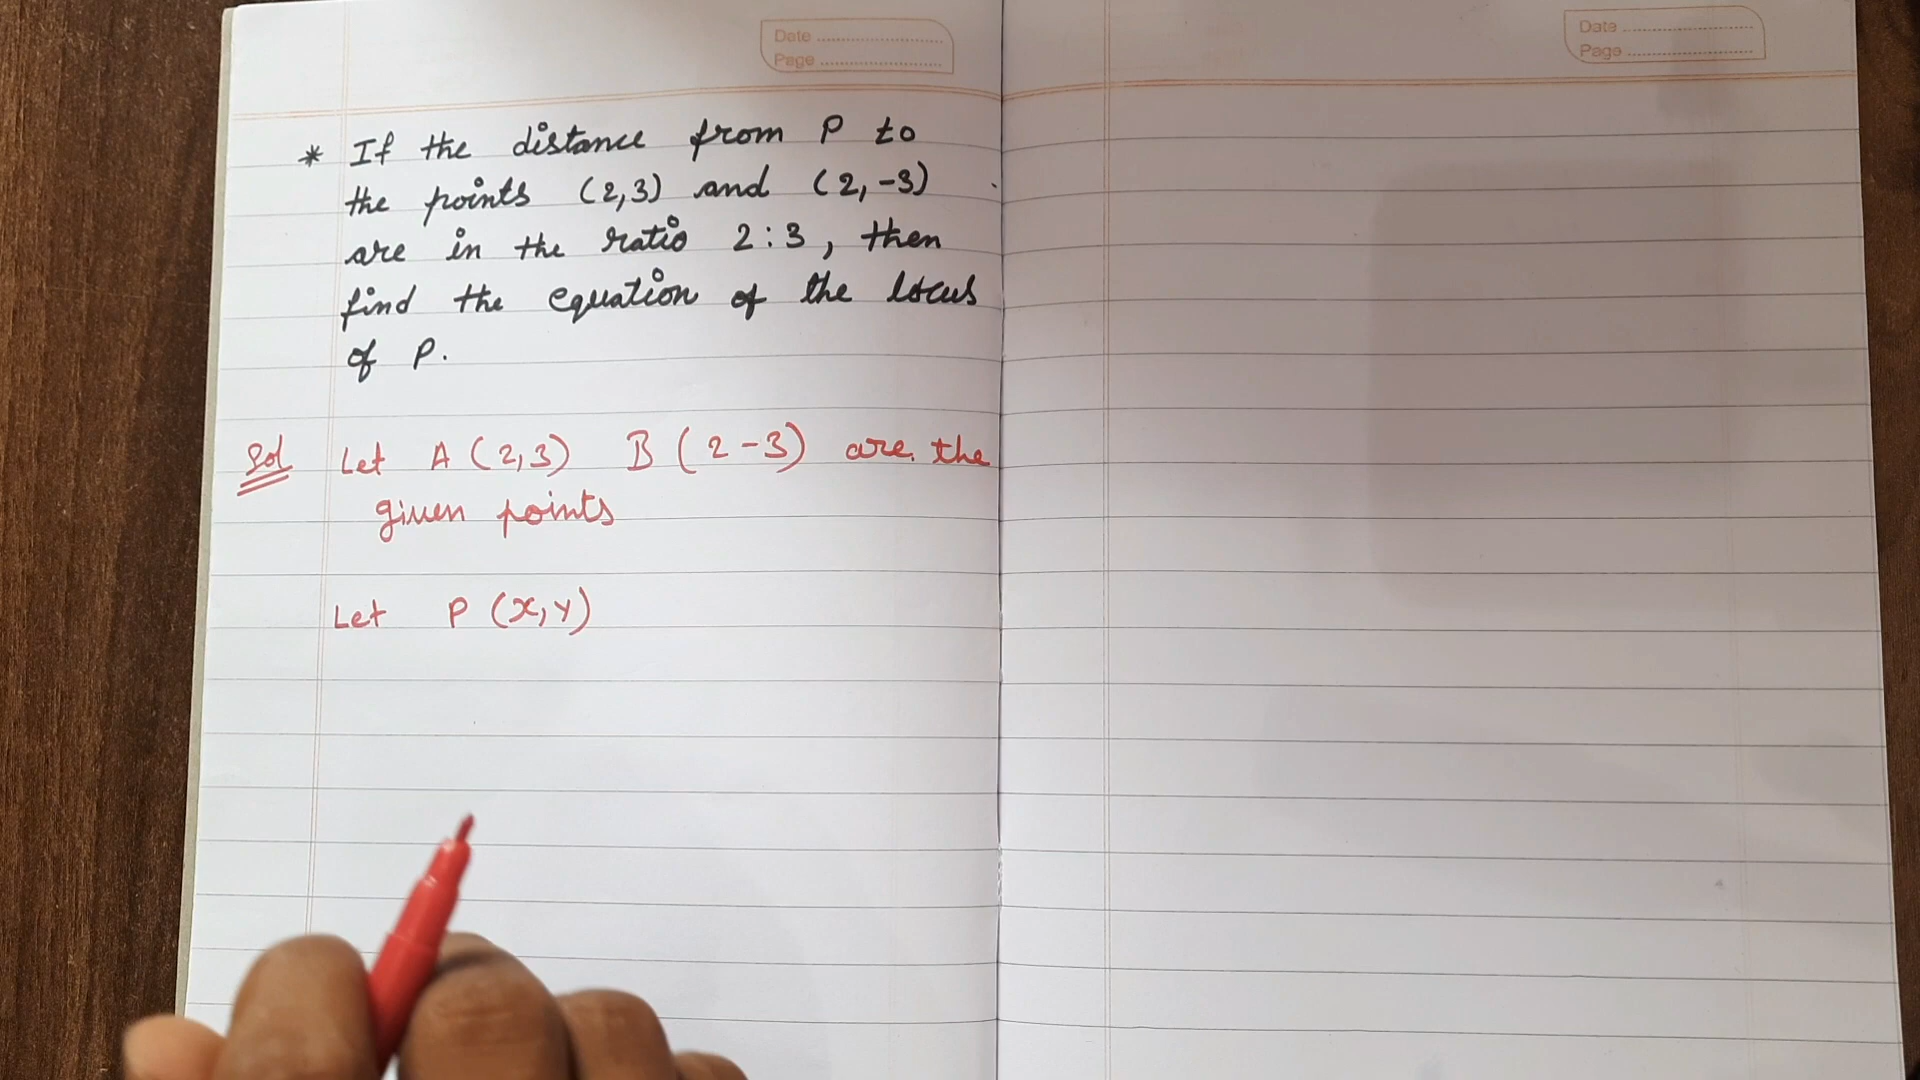 Date
Page
Date
Page
* If the distance from P to
the points (2,3) and (2,-3)
are in the ratio 2:3, then
find the equation of the locus
of P.
Sol Let A (2,3) B (2-3) are the
given points
Let P (x,y)